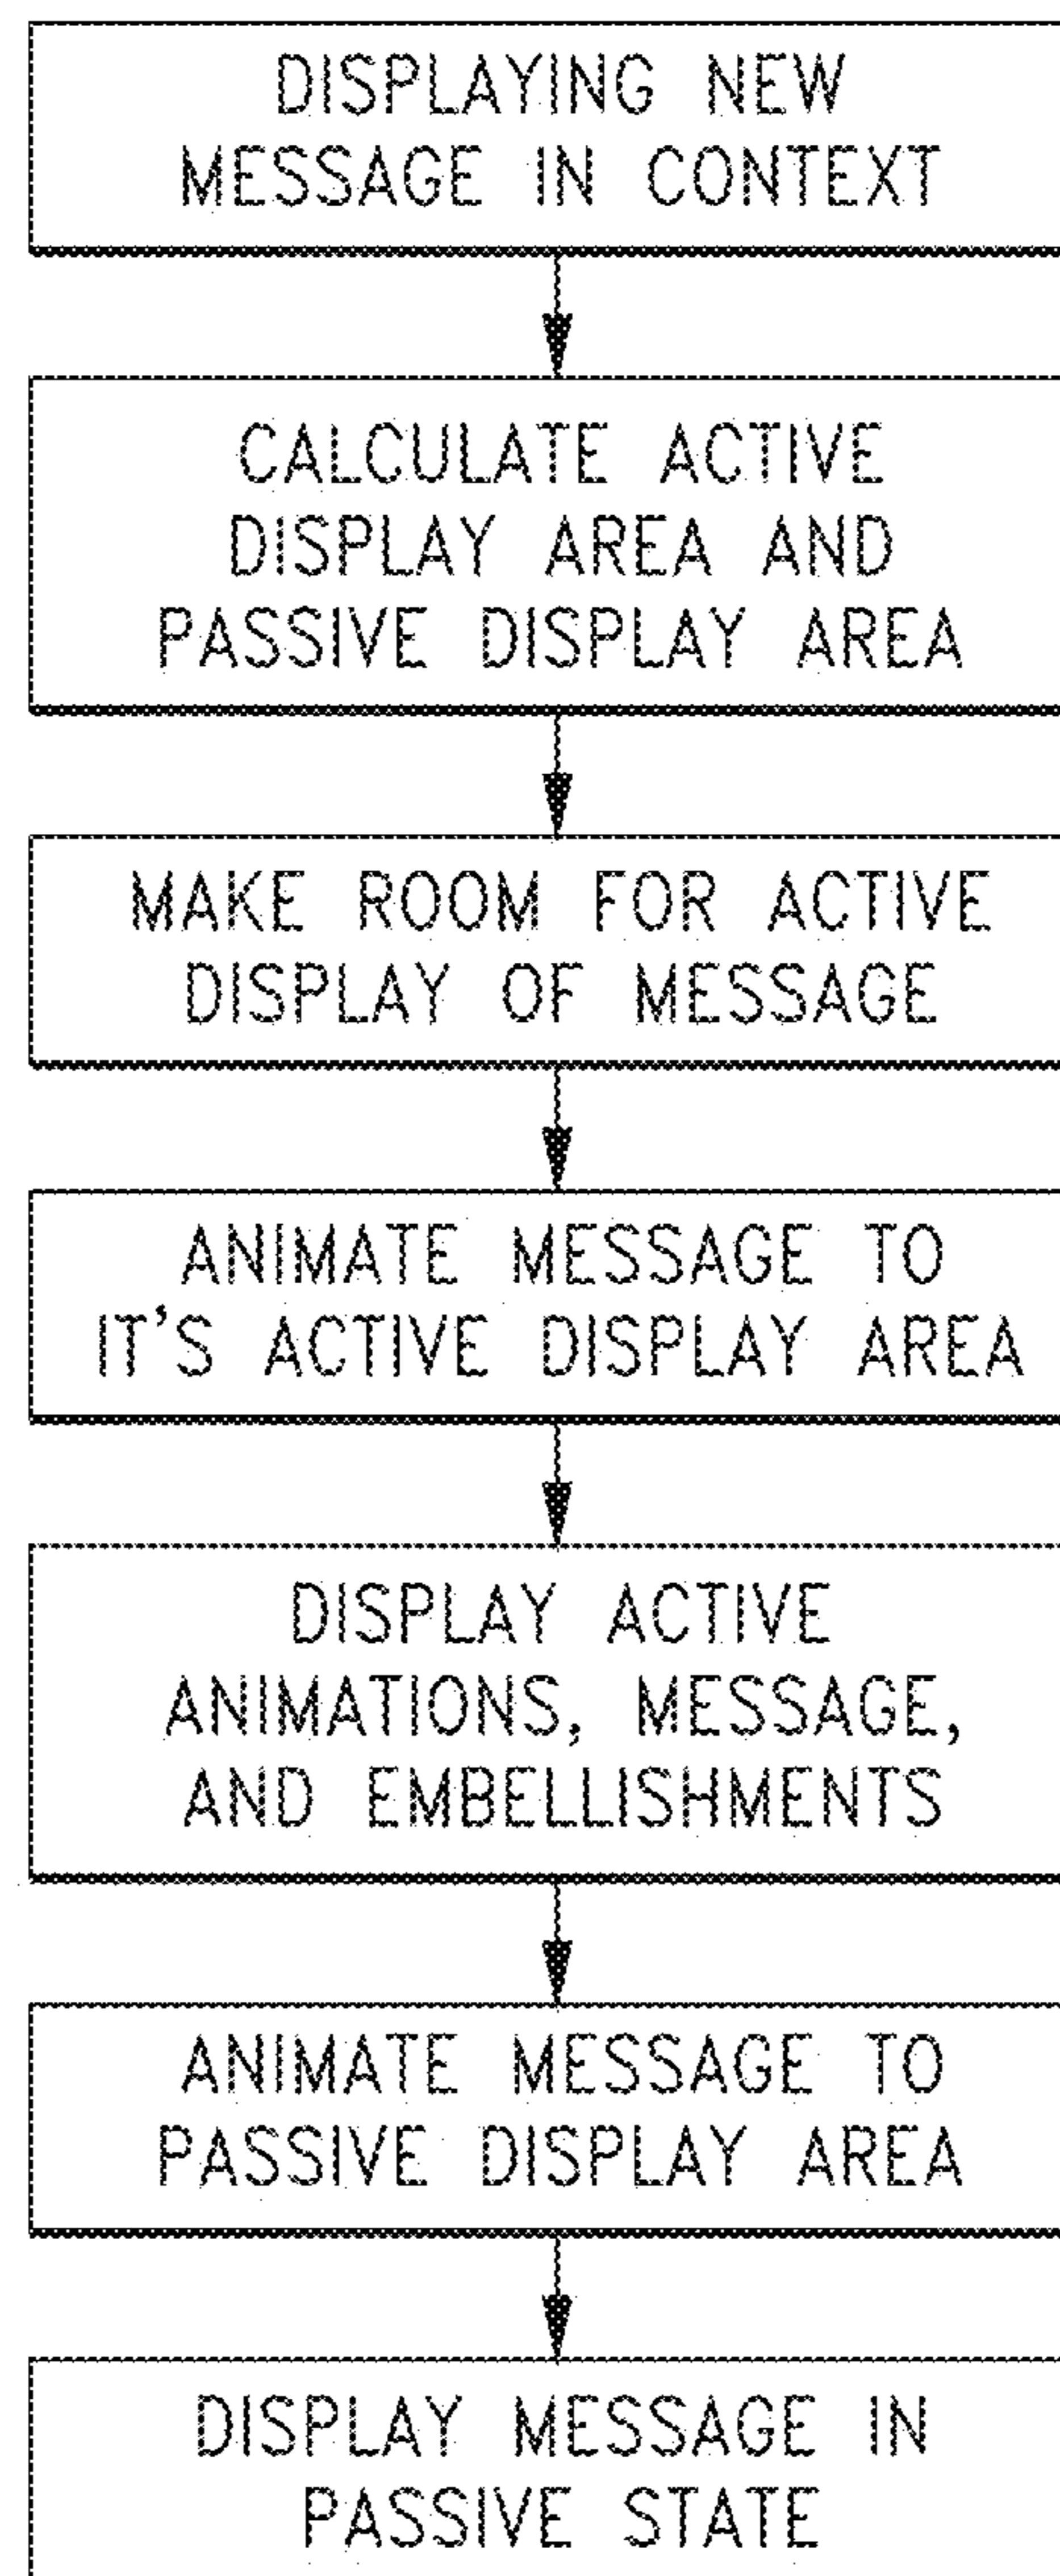 DISPLAYING NEW
MESSAGE IN CONTEXT
CALCULATE ACTIVE
DISPLAY AREA AND
PASSIVE DISPLAY AREA
MAKE ROOM FOR ACTIVE
DISPLAY OF MESSAGE
ANIMATE MESSAGE TO
IT'S ACTIVE DISPLAY AREA
DISPLAY ACTIVE
ANIMATIONS, MESSAGE,
AND EMBELLISHMENTS
ANIMATE MESSAGE TO
PASSIVE DISPLAY AREA
DISPLAY MESSAGE IN
PASSIVE STATE